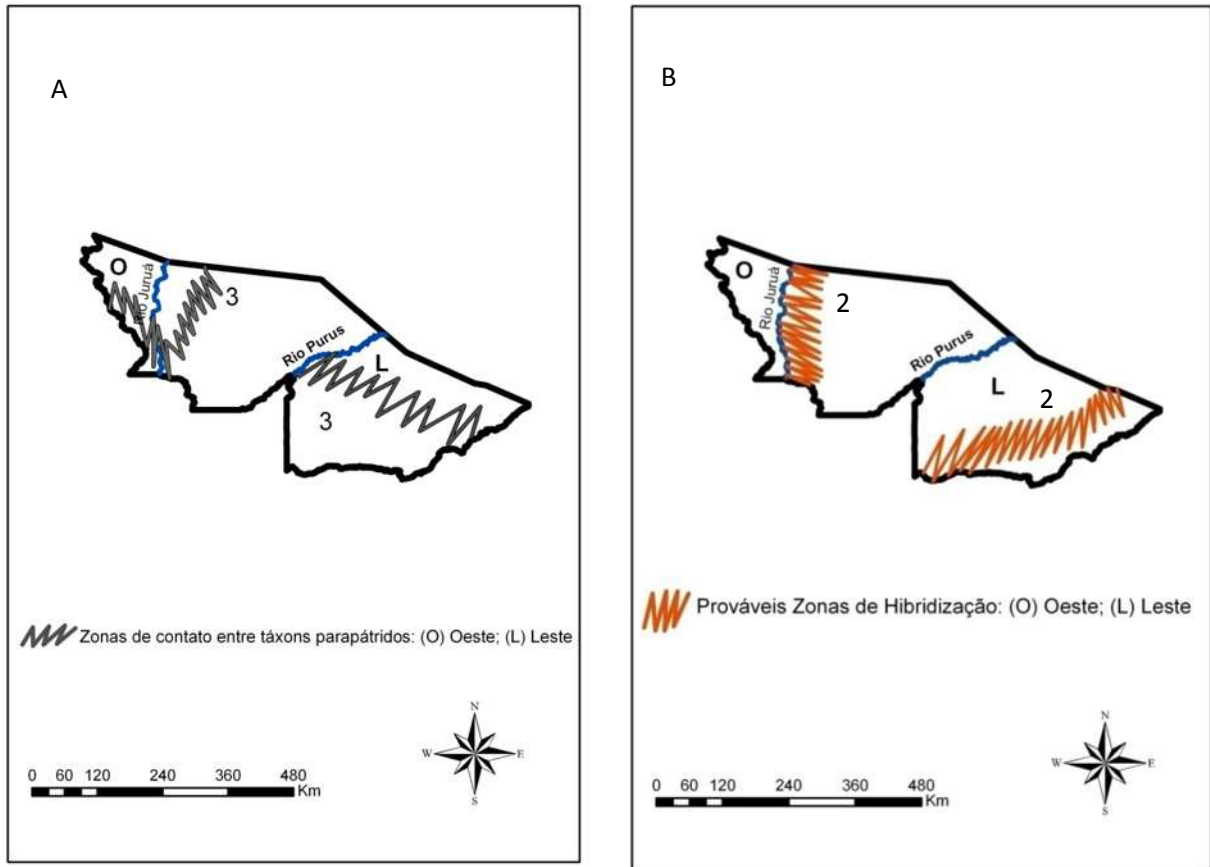 A
O
Rio Juruá
3
Rio Purus
L
3
Zonas de contato entre táxons parapátridos: (O) Oeste; (L) Leste
N
W E
S
0 60 120 240 360 480
Km
B
O
Rio Juruá
2
Rio Purus
L
2
Prováveis Zonas de Hibridização: (O) Oeste; (L) Leste
N
W E
S
0 60 120 240 360 480
Km